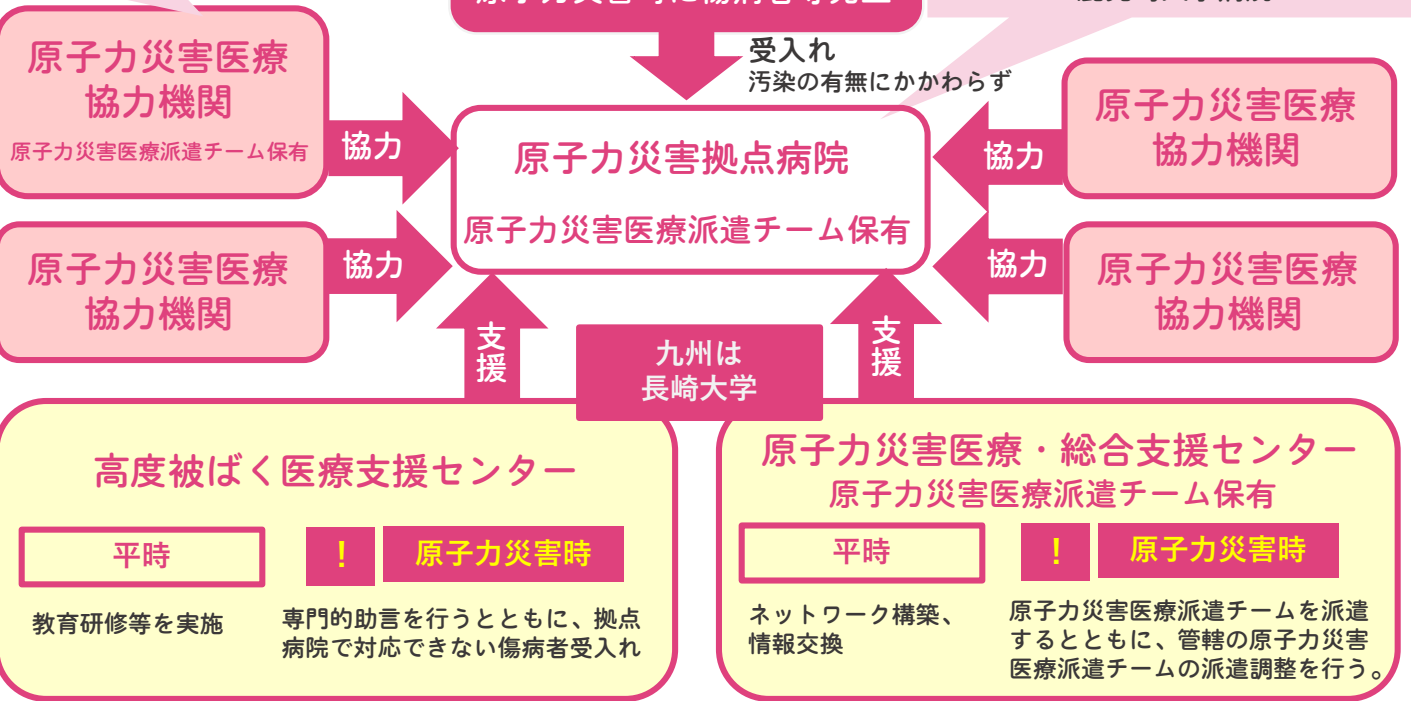 受入れ
汚染の有無にかかわらず
原子力災害医療
協力機関
原子力災害医療派遣チーム保有
協力
原子力災害拠点病院
原子力災害医療派遣チーム保有
協力
原子力災害医療
協力機関
原子力災害医療
協力機関
協力
協力
原子力災害医療
協力機関
支援
九州は
長崎大学
支援
高度被ばく医療支援センター
平時
! 原子力災害時
教育研修等を実施
専門的助言を行うとともに、拠点
病院で対応できない傷病者受入れ
原子力災害医療・総合支援センター
原子力災害医療派遣チーム保有
平時
! 原子力災害時
ネットワーク構築、
情報交換
原子力災害医療派遣チームを派遣
するとともに、管轄の原子力災害
医療派遣チームの派遣調整を行う。